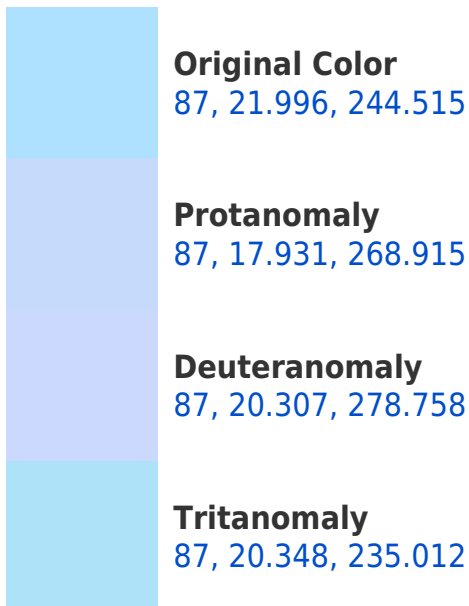 Original Color
87, 21.996, 244.515
Protanomaly
87, 17.931, 268.915
Deuteranomaly
87, 20.307, 278.758
Tritanomaly
87, 20.348, 235.012